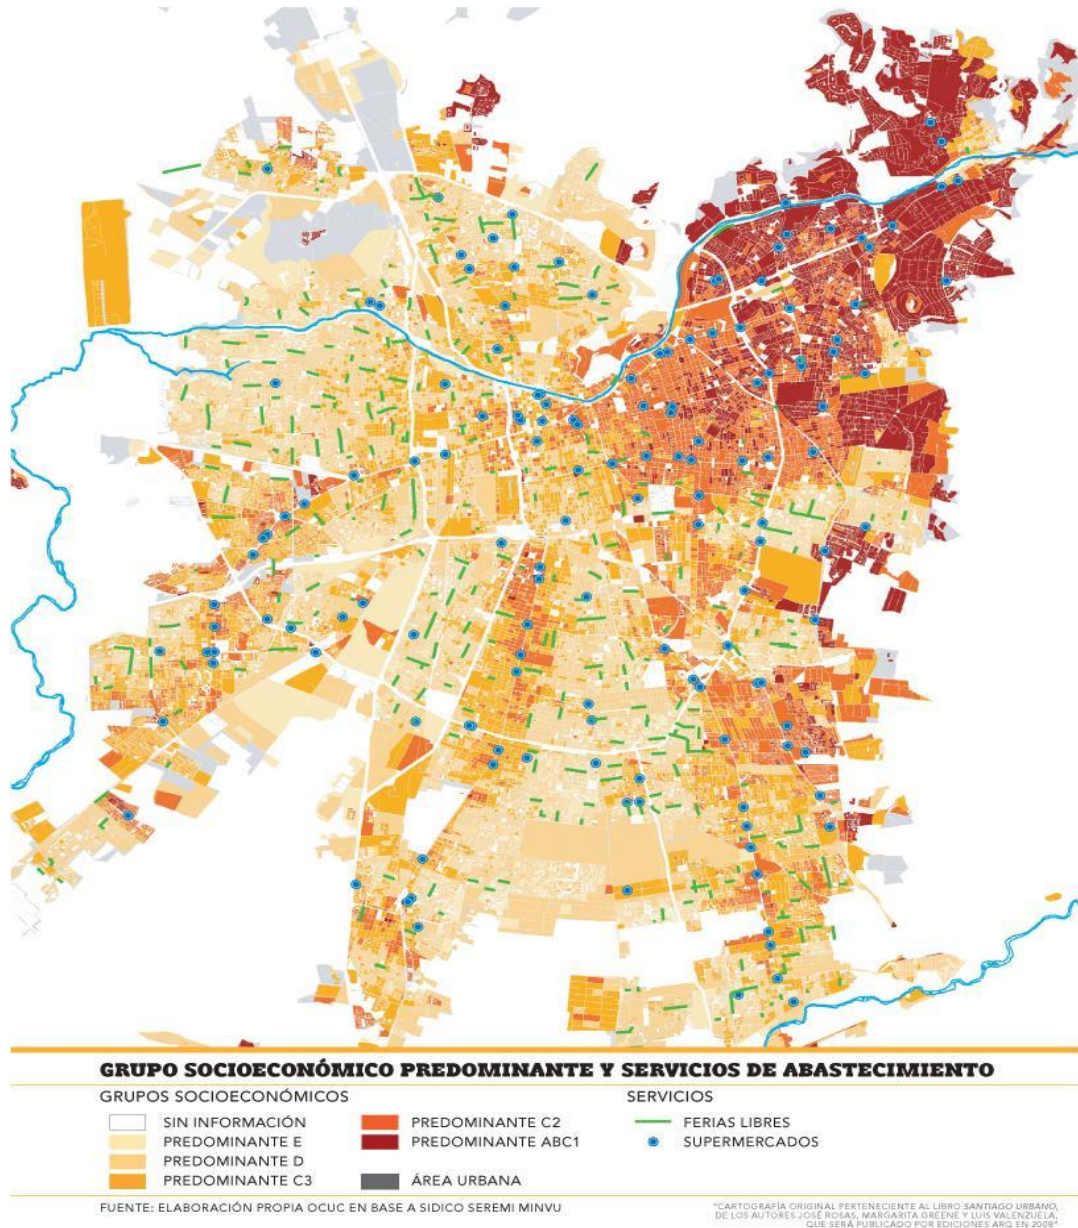 GRUPO SOCIOECONÓMICO PREDOMINANTE Y SERVICIOS DE ABASTECIMIENTO
GRUPOS SOCIOECONÓMICOS
SIN INFORMACIÓN
PREDOMINANTE E
PREDOMINANTE D
PREDOMINANTE C3
PREDOMINANTE C2
PREDOMINANTE ABC1
ÁREA URBANA
SERVICIOS
FERIAS LIBRES
SUPERMERCADOS
FUENTE: ELABORACIÓN PROPIA OCUC EN BASE A SIDICO SEREMI MINVU
"CARTOGRAFÍA ORIGINAL PERTENECIENTE AL LIBRO SANTIAGO URBANO,
DE LOS AUTORES JOSÉ ROSAS, MARGARITA GREENE Y LUIS VALENZUELA,
QUE SERÁ PUBLICADO POR EDICIONES ARQ EN 2008"